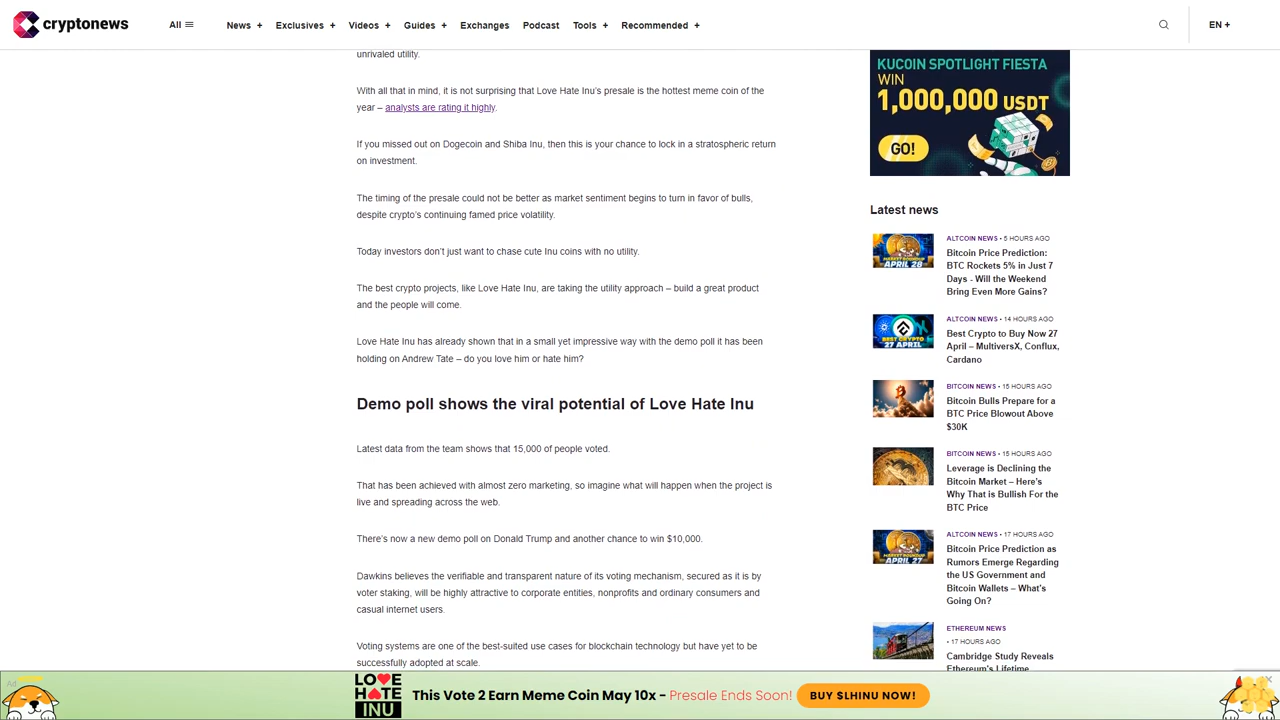 cryptonews
All
News +
Exclusives +
Videos +
Guides +
Exchanges
Podcast
Tools +
Recommended +
EN +
unrivaled utility.
With all that in mind, it is not surprising that Love Hate Inu's presale is the hottest meme coin of the
year – analysts are rating it highly.
If you missed out on Dogecoin and Shiba Inu, then this is your chance to lock in a stratospheric return
on investment.
The timing of the presale could not be better as market sentiment begins to turn in favor of bulls,
despite crypto's continuing famed price volatility.
Today investors don't just want to chase cute Inu coins with no utility.
The best crypto projects, like Love Hate Inu, are taking the utility approach – build a great product
and the people will come.
Love Hate Inu has already shown that in a small yet impressive way with the demo poll it has been
holding on Andrew Tate – do you love him or hate him?
Demo poll shows the viral potential of Love Hate Inu
Latest data from the team shows that 15,000 of people voted.
That has been achieved with almost zero marketing, so imagine what will happen when the project is
live and spreading across the web.
There's now a new demo poll on Donald Trump and another chance to win $10,000.
Dawkins believes the verifiable and transparent nature of its voting mechanism, secured as it is by
voter staking, will be highly attractive to corporate entities, nonprofits and ordinary consumers and
casual internet users.
Voting systems are one of the best-suited use cases for blockchain technology but have yet to be
successfully adopted at scale.
KUCOIN SPOTLIGHT FIESTA
WIN
1,000,000 USDT
GO!
Latest news
MARKET ROUNDUP
APRIL 28
ALTCOIN NEWS • 5 HOURS AGO
Bitcoin Price Prediction:
BTC Rockets 5% in Just 7
Days - Will the Weekend
Bring Even More Gains?
BEST CRYPTO
27 APRIL
ALTCOIN NEWS • 14 HOURS AGO
Best Crypto to Buy Now 27
April – MultiversX, Conflux,
Cardano
BITCOIN NEWS • 15 HOURS AGO
Bitcoin Bulls Prepare for a
BTC Price Blowout Above
$30K
BITCOIN NEWS • 15 HOURS AGO
Leverage is Declining the
Bitcoin Market – Here's
Why That is Bullish For the
BTC Price
MARKET ROUNDUP
APRIL 27
ALTCOIN NEWS • 17 HOURS AGO
Bitcoin Price Prediction as
Rumors Emerge Regarding
the US Government and
Bitcoin Wallets – What's
Going On?
ETHEREUM NEWS
• 17 HOURS AGO
Cambridge Study Reveals
Ethereum's Lifetime
Ad
LOVE
HATE
INU
This Vote 2 Earn Meme Coin May 10x - Presale Ends Soon!
BUY $LHINU NOW!